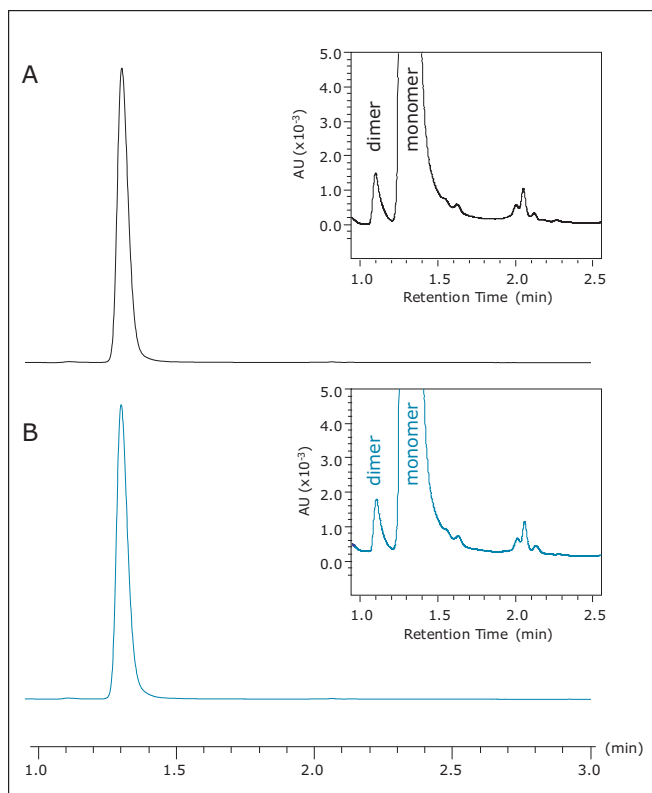 A
5.0
4.0
3.0
2.0
1.0
0.0
AU (x10⁻³)
dimer
monomer
1.0 1.5 2.0 2.5
Retention Time (min)
B
5.0
4.0
3.0
2.0
1.0
0.0
AU (x10⁻³)
dimer
monomer
1.0 1.5 2.0 2.5
Retention Time (min)
1.0 1.5 2.0 2.5 3.0 (min)